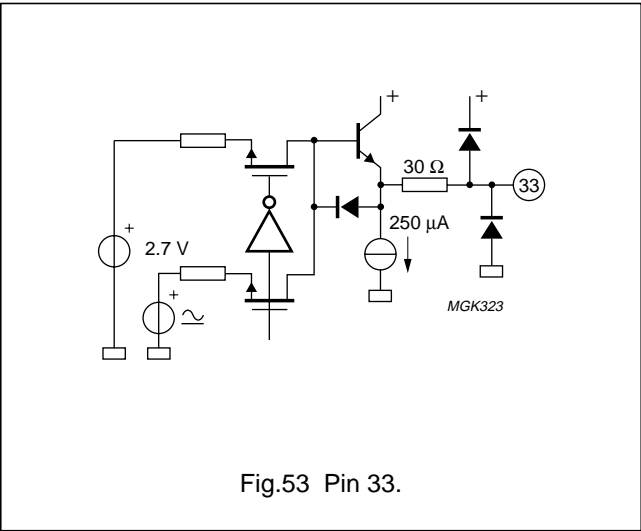 +
+
30 Ω
33
250 μA
+
2.7 V
+
MGK323
Fig.53 Pin 33.